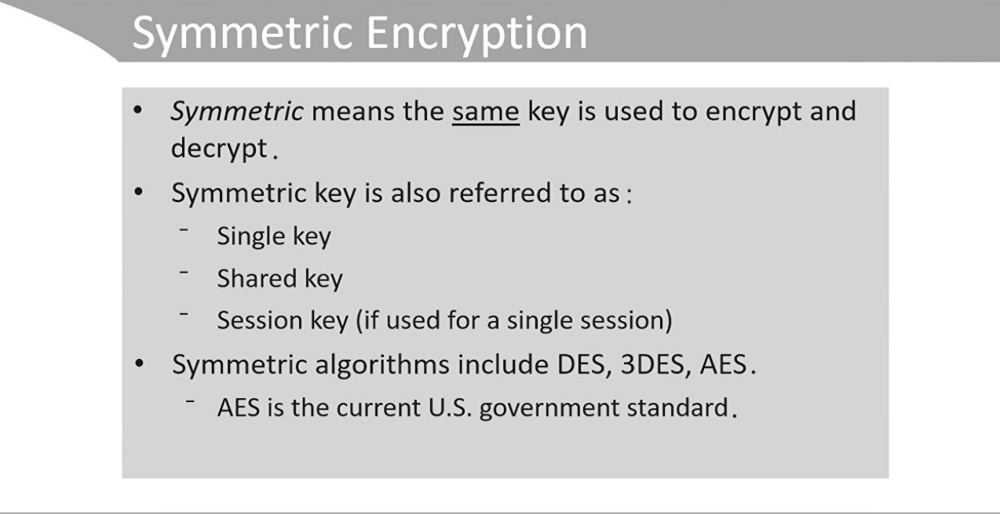 Symmetric Encryption
• Symmetric means the same key is used to encrypt and
decrypt.
• Symmetric key is also referred to as:
- Single key
- Shared key
- Session key (if used for a single session)
• Symmetric algorithms include DES, 3DES, AES.
- AES is the current U.S. government standard.